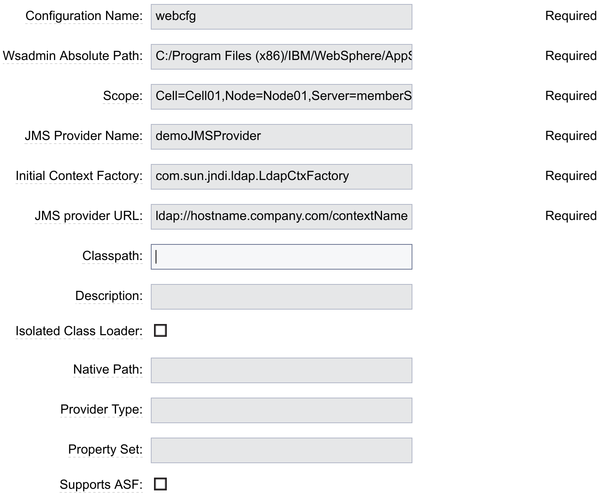 Configuration Name: webcfg Required
Wsadmin Absolute Path: C:/Program Files (x86)/IBM/WebSphere/App Required
Scope: Cell=Cell01,Node=Node01,Server=memberS Required
JMS Provider Name: demoJMSProvider Required
Initial Context Factory: com.sun.jndi.ldap.LdapCtxFactory Required
JMS provider URL: ldap://hostname.company.com/contextName Required
Classpath:
Description:
Isolated Class Loader:
Native Path:
Provider Type:
Property Set:
Supports ASF: